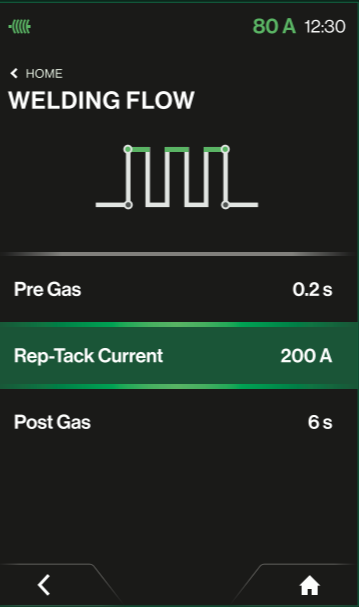 80 A 12:30
HOME
WELDING FLOW
Pre Gas 0.2 s
Rep-Tack Current 200 A
Post Gas 6 s